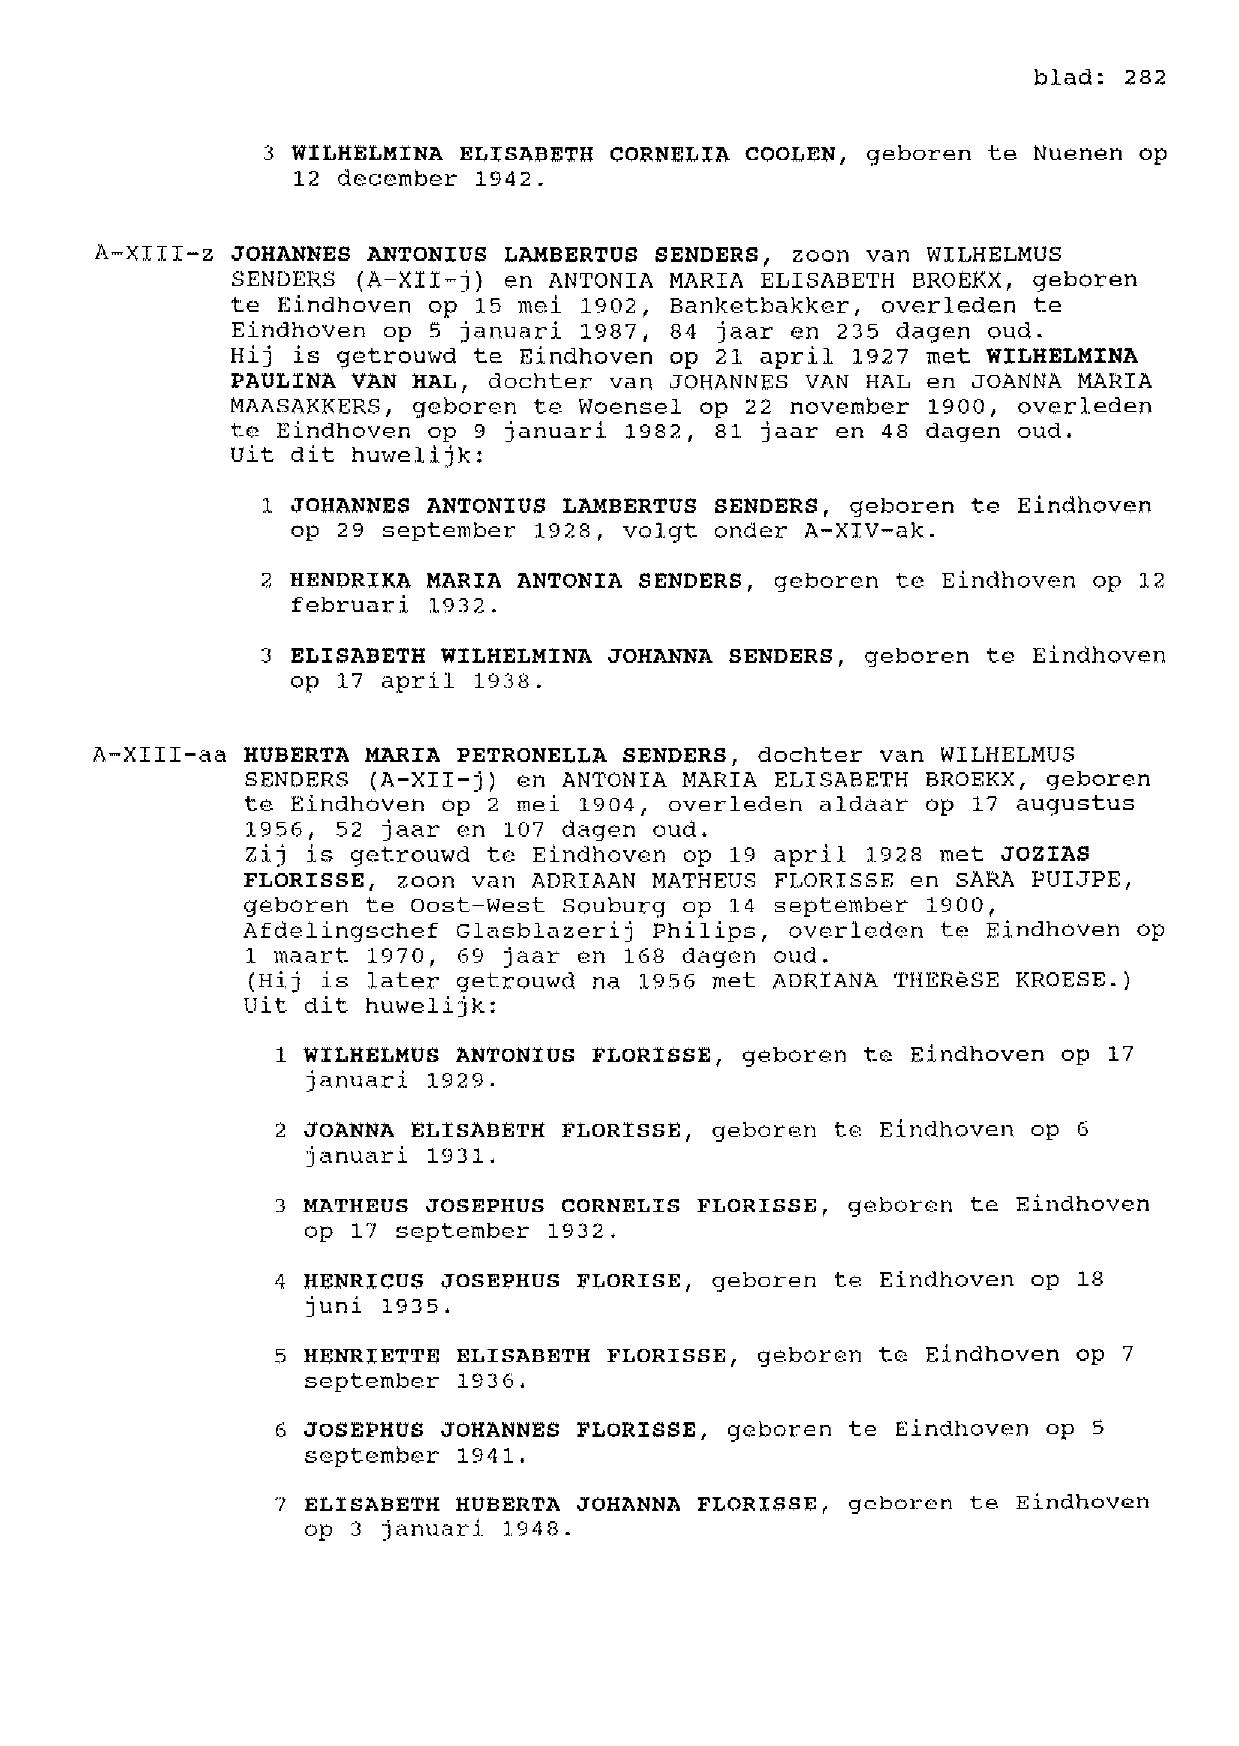 blad: 282
3 WILHELMINA ELISABETH CORNELIA COOLEN, geboren te Nuenen op
12 december 1942.
A-XIII-z JOHANNES ANTONIUS LAMBERTUS SENDERS, zoon van WILHELMUS
SENDERS (A-XII-j) en ANTONIA MARIA ELISABETH BROEKX, geboren
te Eindhoven op 15 mei 1902, Banketbakker, overleden te
Eindhoven op 5 januari 1987, 84 jaar en 235 dagen oud.
Hij is getrouwd te Eindhoven op 21 april 1927 met WILHELMINA
PAULINA VAN HAL, dochter van JOHANNES VAN HAL en JOANNA MARIA
MAASAKKERS, geboren te Woensel op 22 november 1900, overleden
te Eindhoven op 9 januari 1982, 81 jaar en 48 dagen oud.
Uit dit huwelijk:
1 JOHANNES ANTONIUS LAMBERTUS SENDERS, geboren te Eindhoven
op 29 september 1928, volgt onder A-XIV-ak.
2 HENDRIKA MARIA ANTONIA SENDERS, geboren te Eindhoven op 12
februari 1932.
3 ELISABETH WILHELMINA JOHANNA SENDERS, geboren te Eindhoven
op 17 april 1938.
A-XIII-aa HUBERTA MARIA PETRONELLA SENDERS, dochter van WILHELMUS
SENDERS (A-XII-j) en ANTONIA MARIA ELISABETH BROEKX, geboren
te Eindhoven op 2 mei 1904, overleden aldaar op 17 augustus
1956, 52 jaar en 107 dagen oud.
Zij is getrouwd te Eindhoven op 19 april 1928 met JOZIAS
FLORISSE, zoon van ADRIAAN MATHEUS FLORISSE en SARA PUIJPE,
geboren te Oost-West Souburg op 14 september 1900,
Afdelingschef Glasblazerij Philips, overleden te Eindhoven op
1 maart 1970, 69 jaar en 168 dagen oud.
(Hij is later getrouwd na 1956 met ADRIANA THERèSE KROESE.)
Uit dit huwelijk:
1 WILHELMUS ANTONIUS FLORISSE, geboren te Eindhoven op 17
januari 1929.
2 JOANNA ELISABETH FLORISSE, geboren te Eindhoven op 6
januari 1931.
3 MATHEUS JOSEPHUS CORNELIS FLORISSE, geboren te Eindhoven
op 17 september 1932.
4 HENRICUS JOSEPHUS FLORISE, geboren te Eindhoven op 18
juni 1935.
5 HENRIETTE ELISABETH FLORISSE, geboren te Eindhoven op 7
september 1936.
6 JOSEPHUS JOHANNES FLORISSE, geboren te Eindhoven op 5
september 1941.
7 ELISABETH HUBERTA JOHANNA FLORISSE, geboren te Eindhoven
op 3 januari 1948.